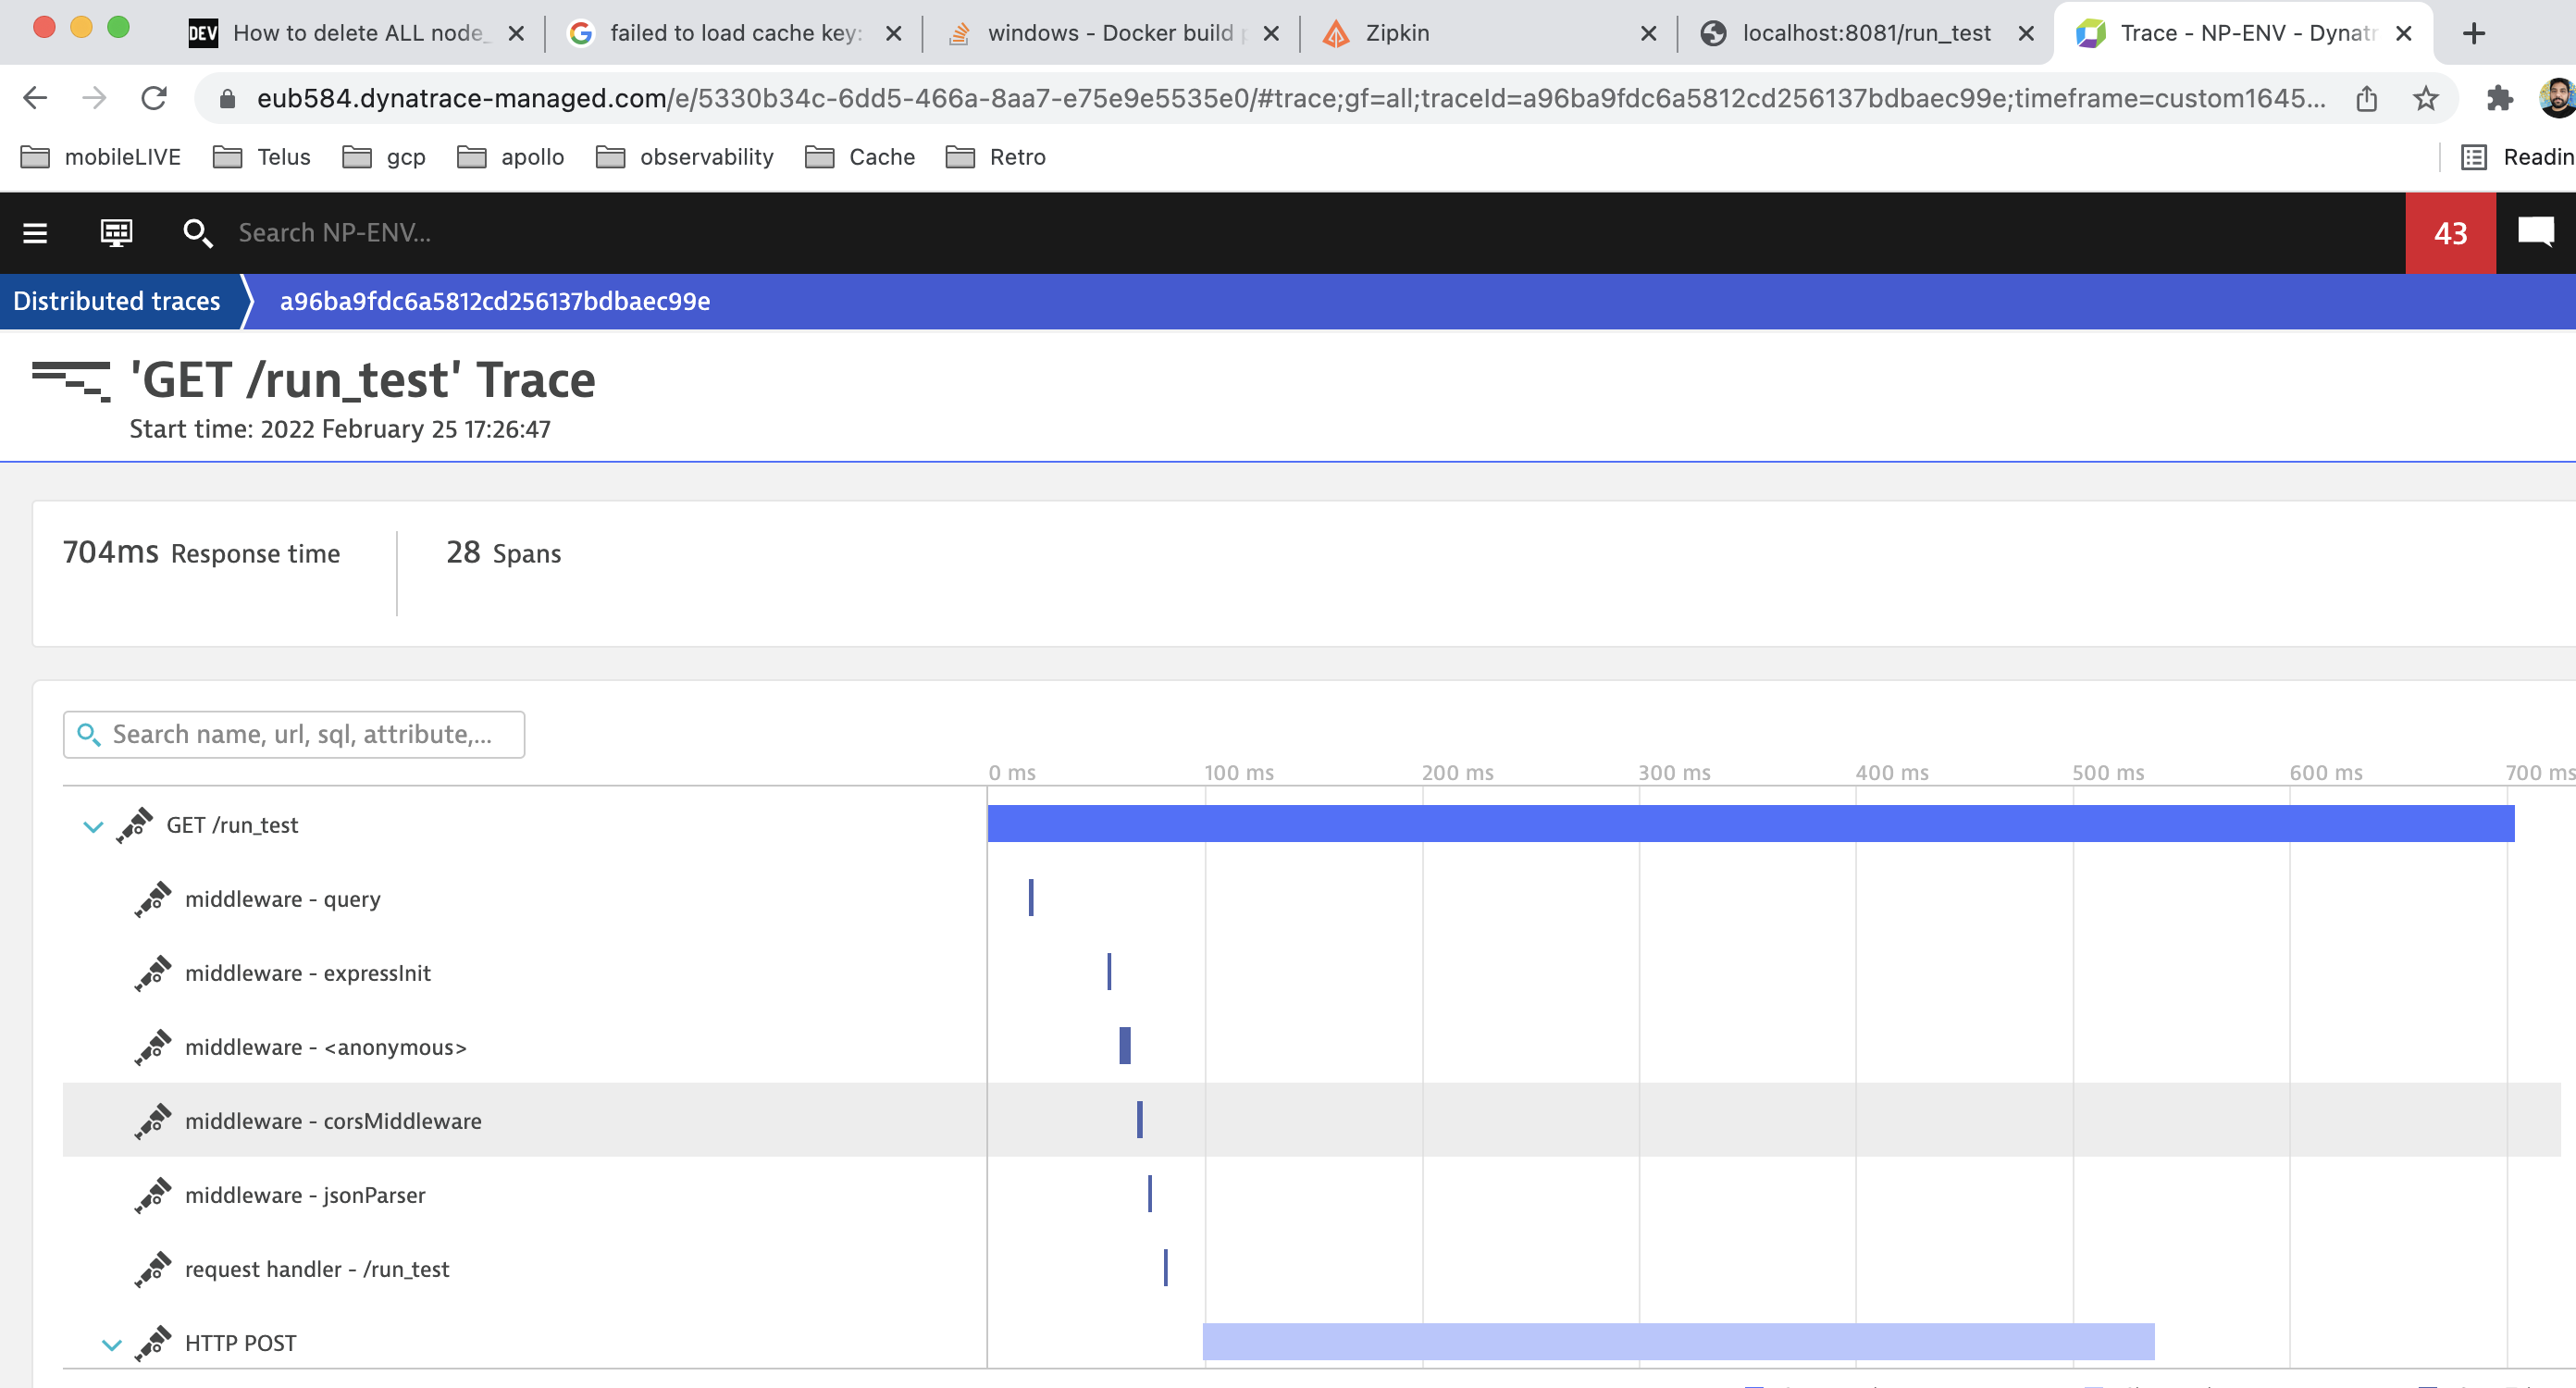 DEV How to delete ALL node_
failed to load cache key:
windows - Docker build p
Zipkin
localhost:8081/run_test
Trace - NP-ENV - Dynatr
eub584.dynatrace-managed.com/e/5330b34c-6dd5-466a-8aa7-e75e9e5535e0/#trace;gf=all;traceId=a96ba9fdc6a5812cd256137bdbaec99e;timeframe=custom1645...
mobileLIVE Telus gcp apollo observability Cache Retro Readin
Search NP-ENV... 43
Distributed traces a96ba9fdc6a5812cd256137bdbaec99e
'GET /run_test' Trace
Start time: 2022 February 25 17:26:47
704ms Response time 28 Spans
Search name, url, sql, attribute,...
0 ms 100 ms 200 ms 300 ms 400 ms 500 ms 600 ms 700 ms
GET /run_test
middleware - query
middleware - expressInit
middleware - <anonymous>
middleware - corsMiddleware
middleware - jsonParser
request handler - /run_test
HTTP POST